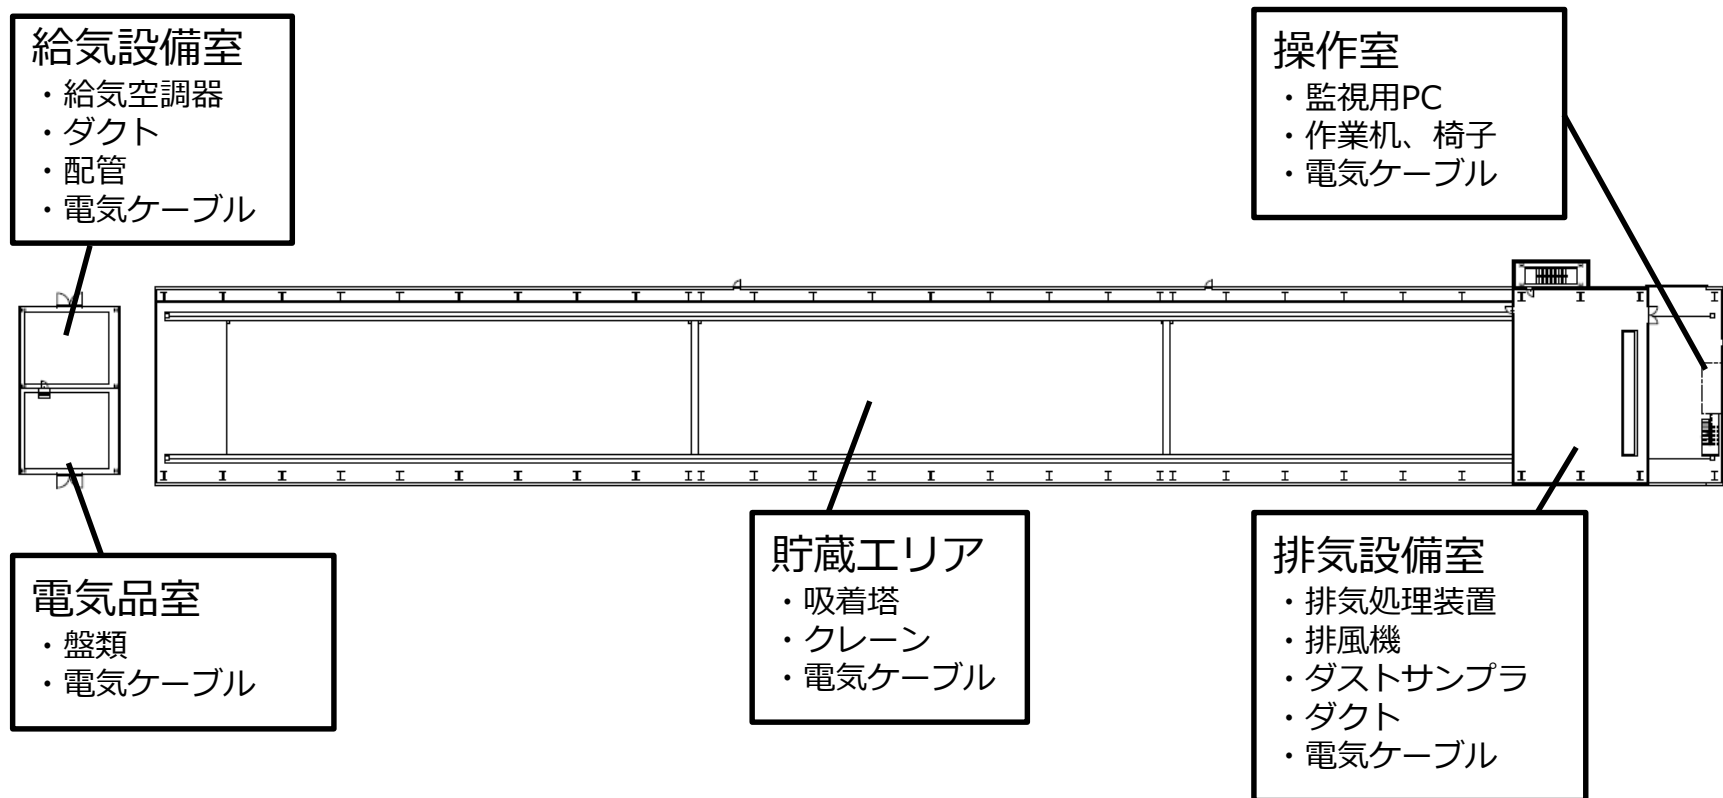 給気設備室
・給気空調器
・ダクト
・配管
・電気ケーブル
操作室
・監視用PC
・作業机、椅子
・電気ケーブル
電気品室
・盤類
・電気ケーブル
貯蔵エリア
・吸着塔
・クレーン
・電気ケーブル
排気設備室
・排気処理装置
・排風機
・ダストサンプラ
・ダクト
・電気ケーブル